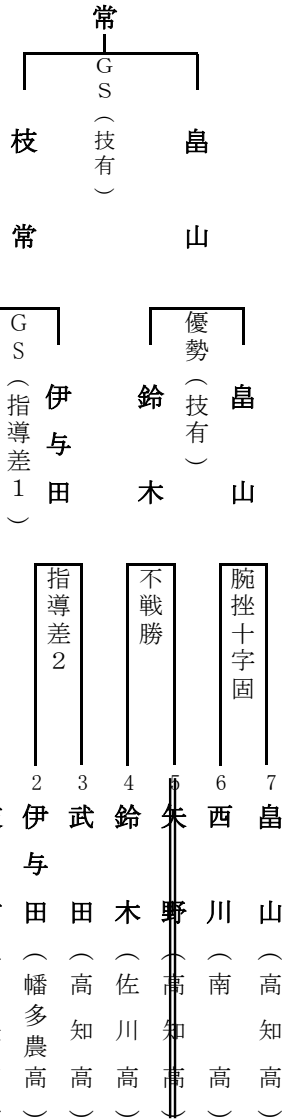 常
GS（技有）
畠山
枝常
優勢（技有）
GS（指導差1）
畠山
鈴木
伊与田
腕挫十字固
不戦勝
指導差2
7 畠山（高知高）
6 西川（南高）
5 矢野（高知高）
4 鈴木（佐川高）
3 武田（高知高）
2 伊与田（幡多農高）